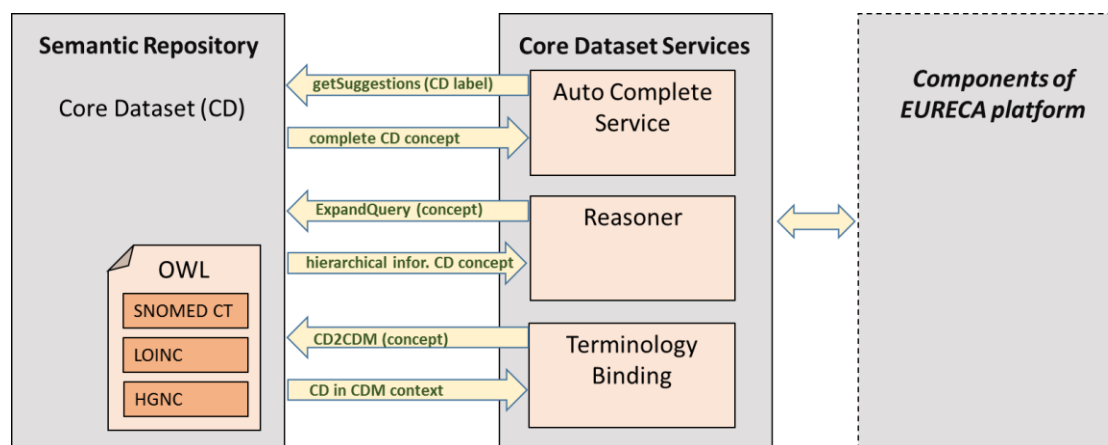 Semantic Repository
Core Dataset (CD)
OWL
SNOMED CT
LOINC
HGNC
getSuggestions (CD label)
complete CD concept
ExpandQuery (concept)
hierarchical infor. CD concept
CD2CDM (concept)
CD in CDM context
Core Dataset Services
Auto Complete
Service
Reasoner
Terminology
Binding
Components of
EURECA platform